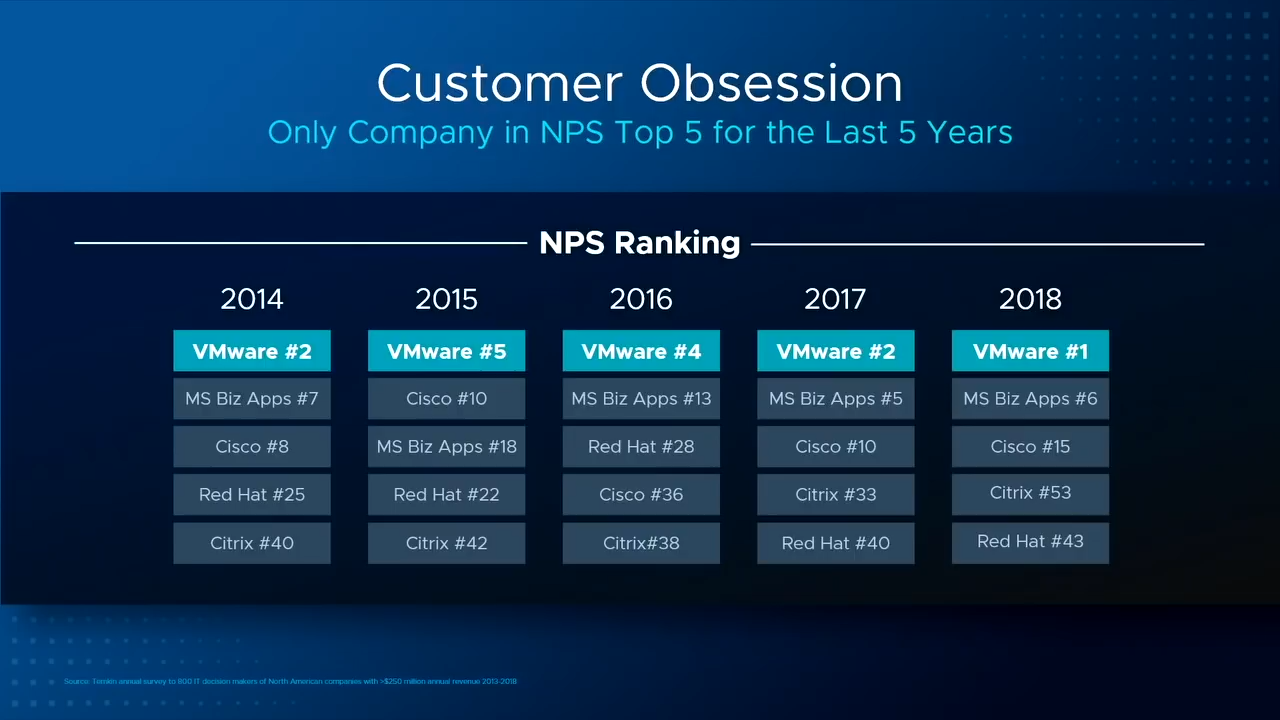 Customer Obsession
Only Company in NPS Top 5 for the Last 5 Years
NPS Ranking
2014 2015 2016 2017 2018
VMware #2 VMware #5 VMware #4 VMware #2 VMware #1
MS Biz Apps #7 Cisco #10 MS Biz Apps #13 MS Biz Apps #5 MS Biz Apps #6
Cisco #8 MS Biz Apps #18 Red Hat #28 Cisco #10 Cisco #15
Red Hat #25 Red Hat #22 Cisco #36 Citrix #33 Citrix #53
Citrix #40 Citrix #42 Citrix#38 Red Hat #40 Red Hat #43
Source: Temkin annual survey to 800 IT decision makers of North American companies with >$250 million annual revenue 2013-2018